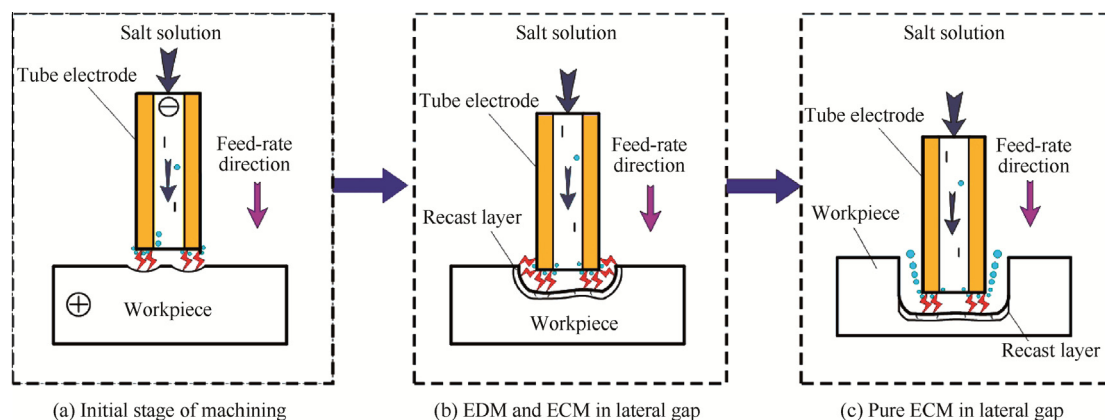 Salt solution
Tube electrode
Feed-rate
direction
Workpiece
(a) Initial stage of machining
Salt solution
Tube electrode
Feed-rate
direction
Recast layer
Workpiece
(b) EDM and ECM in lateral gap
Salt solution
Tube electrode
Feed-rate
direction
Workpiece
Recast layer
(c) Pure ECM in lateral gap